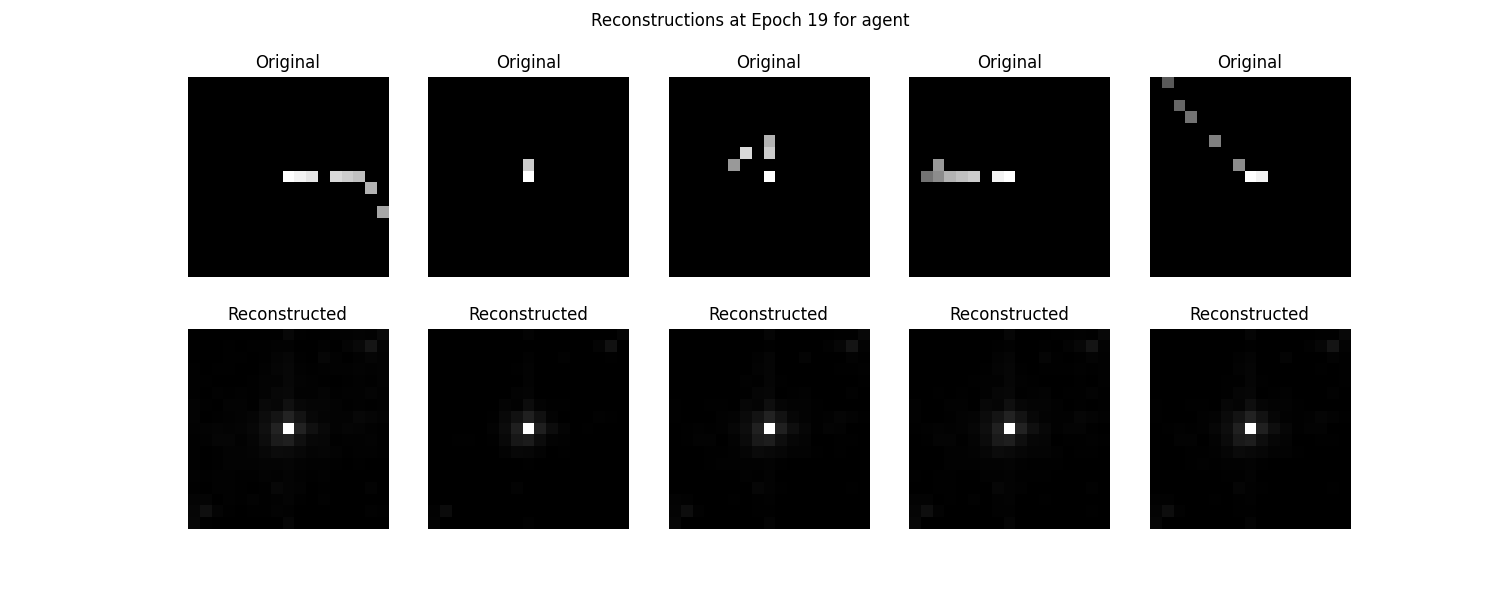 Reconstructions at Epoch 19 for agent
Original Original Original Original Original
Reconstructed Reconstructed Reconstructed Reconstructed Reconstructed